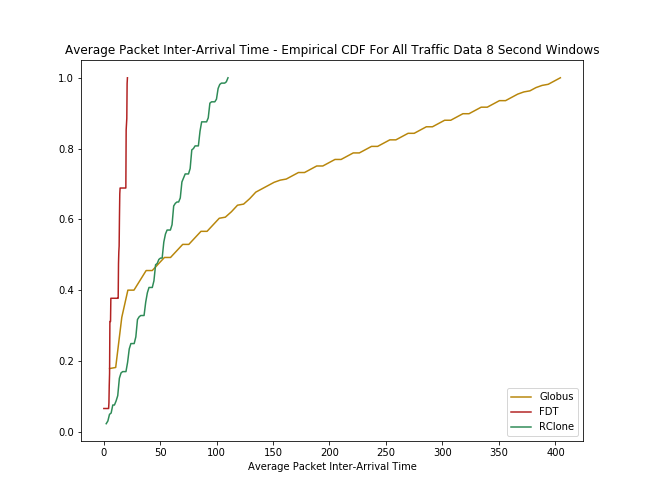 Average Packet Inter-Arrival Time - Empirical CDF For All Traffic Data 8 Second Windows
1.0
0.8
0.6
0.4
0.2
0.0
Globus
FDT
RClone
0 50 100 150 200 250 300 350 400
Average Packet Inter-Arrival Time